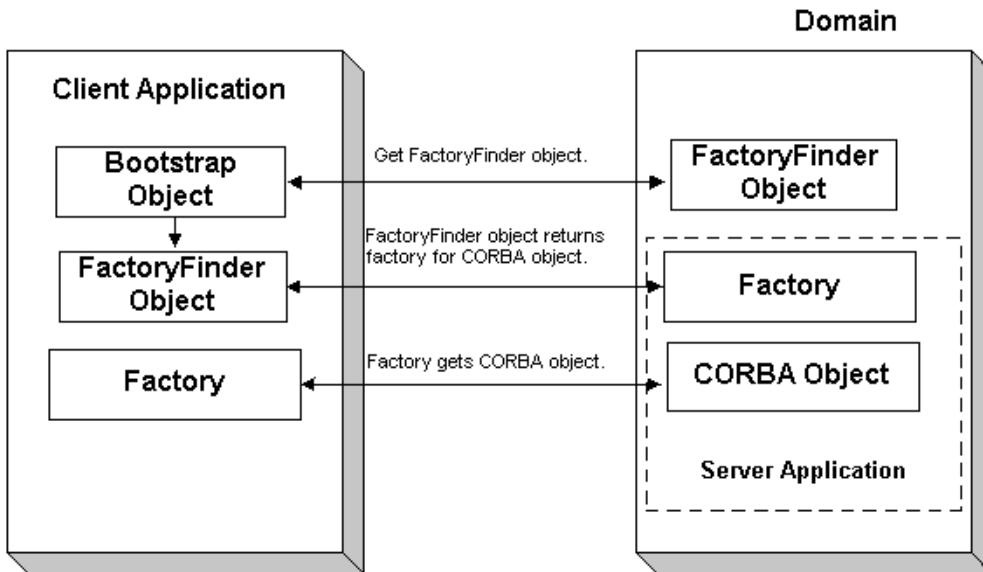 Domain
Client Application
Bootstrap
Object
Get FactoryFinder object.
FactoryFinder
Object
FactoryFinder object returns
factory for CORBA object.
FactoryFinder
Object
Factory
Factory
Factory gets CORBA object.
CORBA Object
Server Application